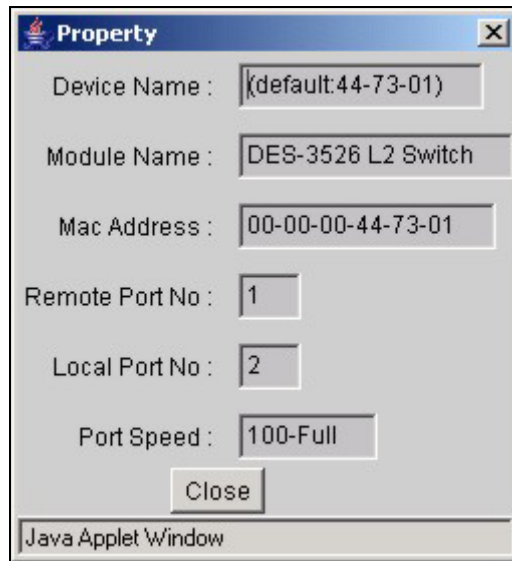 Property
Device Name : (default:44-73-01)
Module Name : DES-3526 L2 Switch
Mac Address : 00-00-00-44-73-01
Remote Port No : 1
Local Port No : 2
Port Speed : 100-Full
Close
Java Applet Window